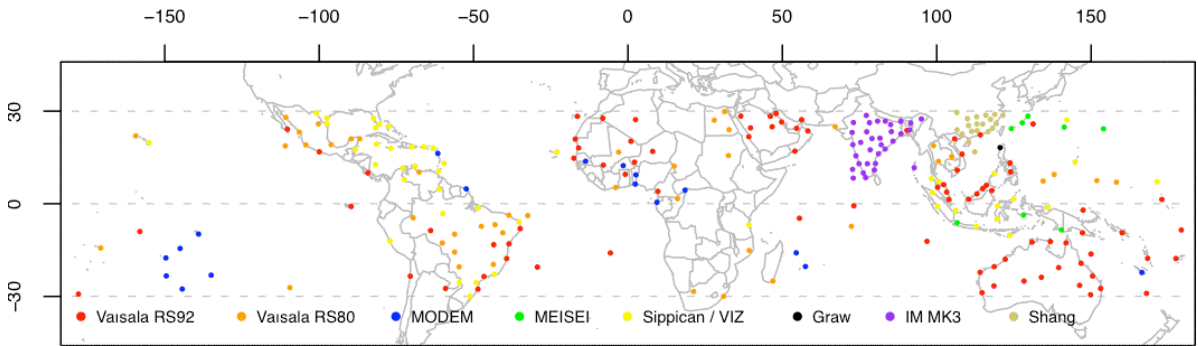 −150 −100 −50 0 50 100 150
30
0
−30
Vaisala RS92 Vaisala RS80 MODEM MEISEI Sippican / VIZ Graw IM MK3 Shang